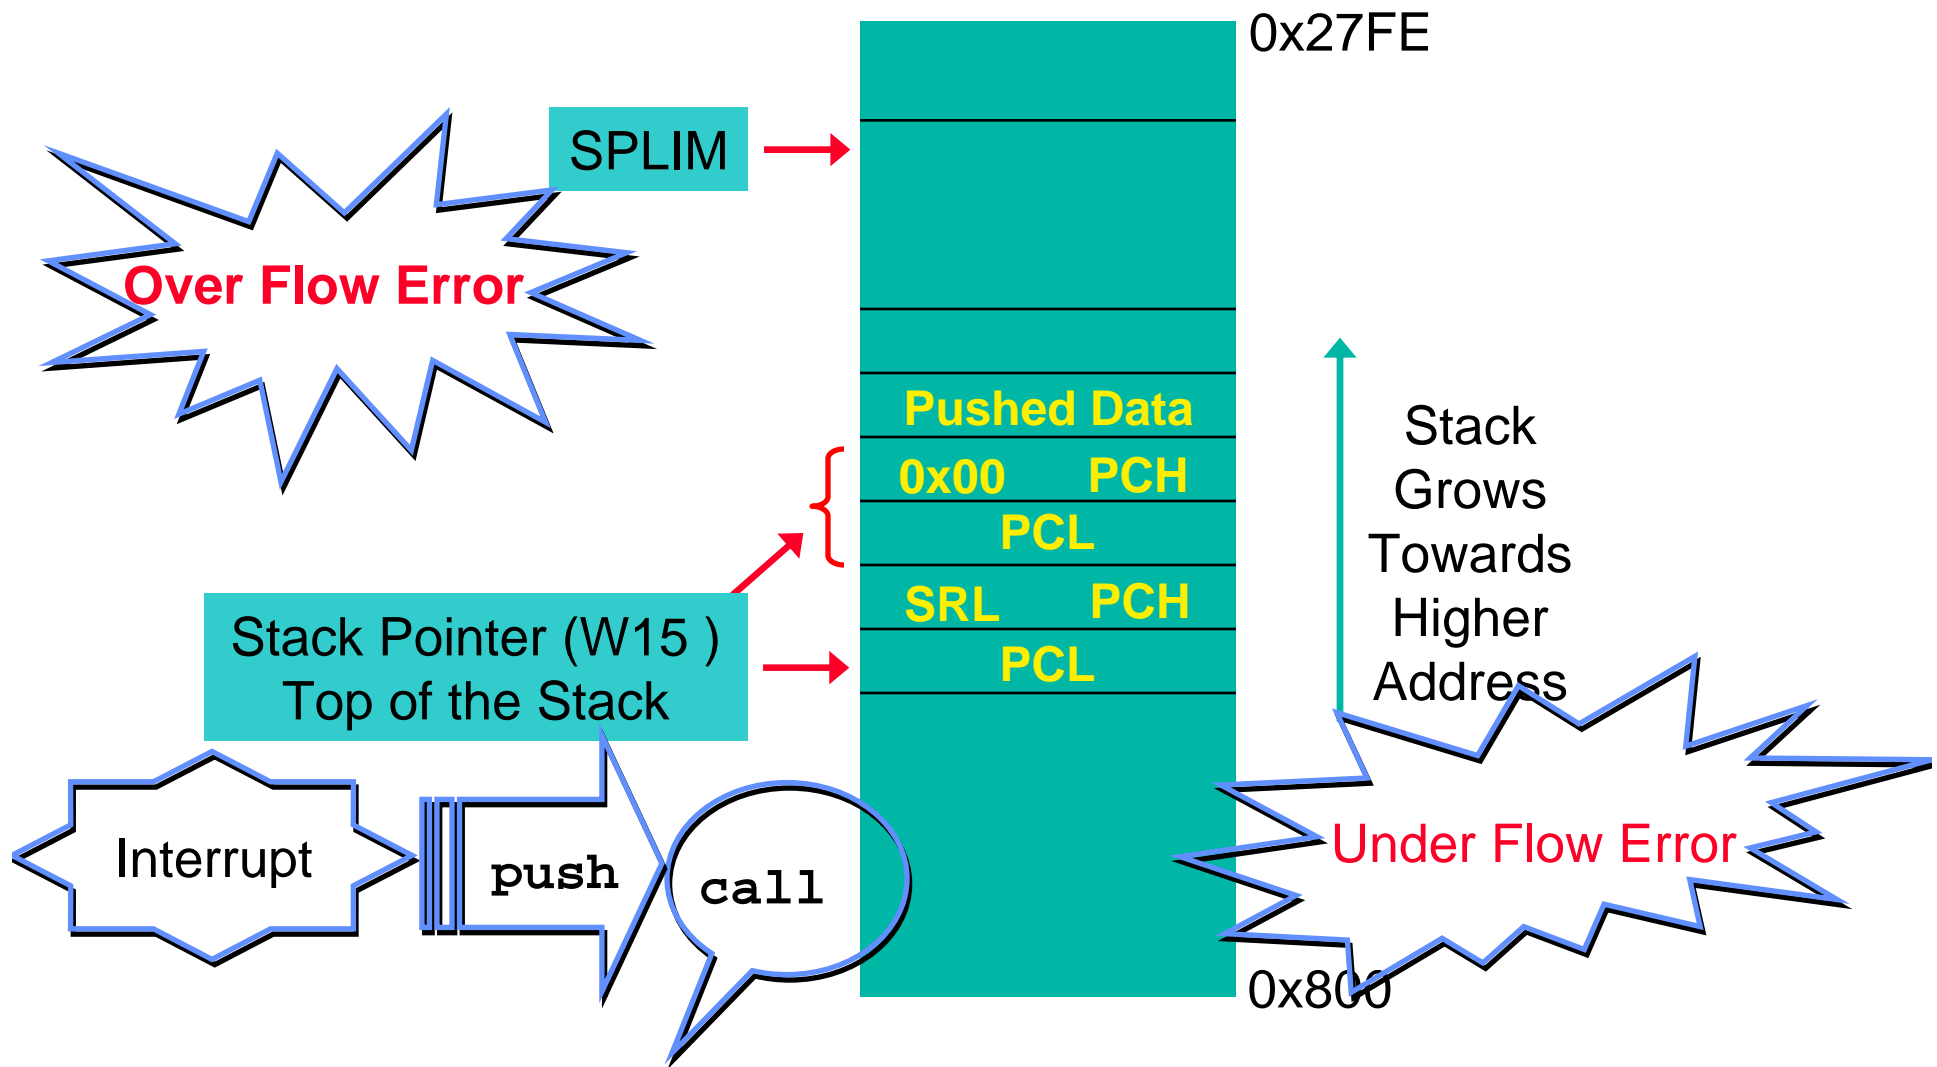 0x27FE
SPLIM
Over Flow Error
Pushed Data
0x00 PCH
PCL
SRL PCH
PCL
Stack
Grows
Towards
Higher
Address
Stack Pointer (W15 )
Top of the Stack
Interrupt
push
call
Under Flow Error
0x800